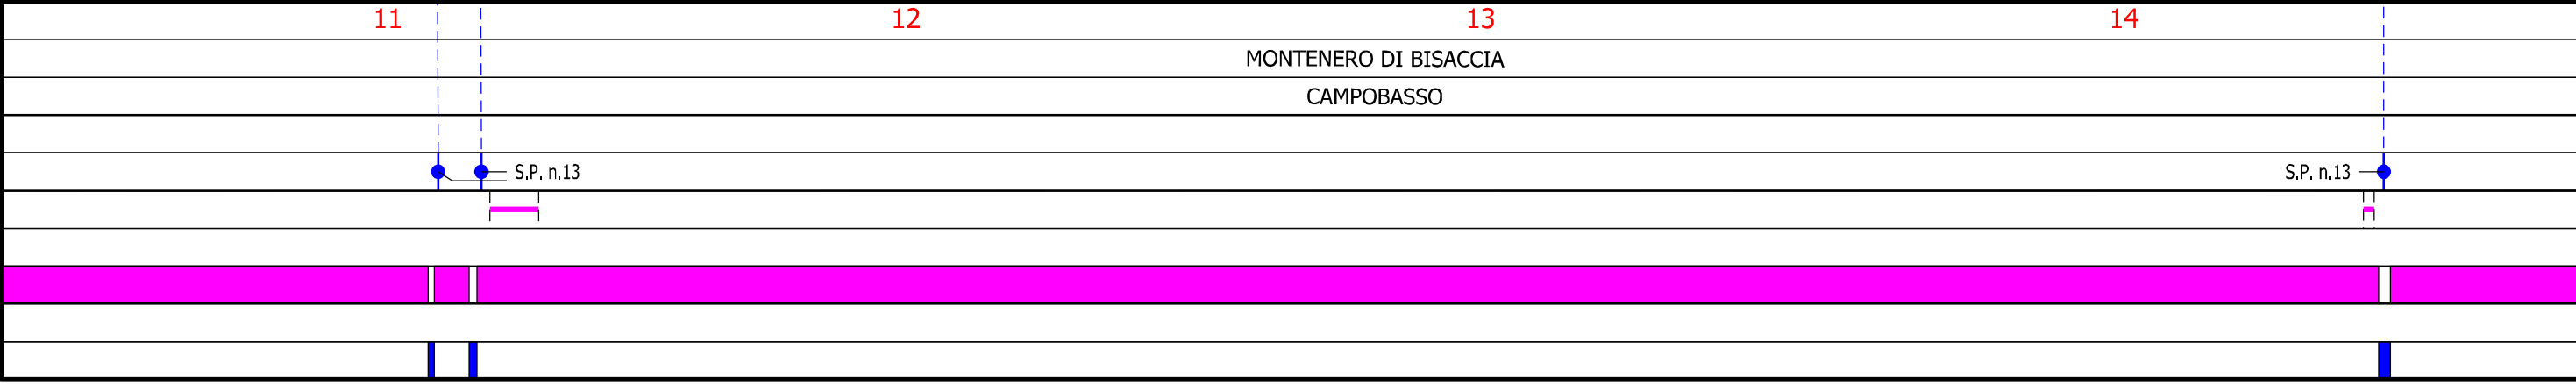 11 12 13 14
MONTENERO DI BISACCIA
CAMPOBASSO
S.P. n.13 S.P. n.13